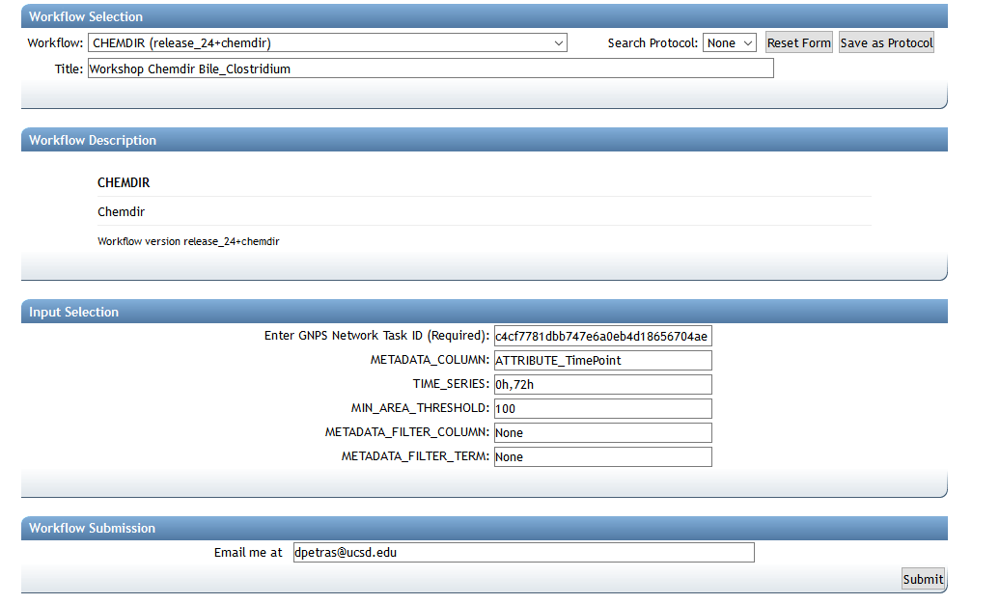 Workflow Selection
Workflow: CHEMDIR (release_24+chemdir) Search Protocol: None Reset Form Save as Protocol
Title: Workshop Chemdir Bile_Clostridium
Workflow Description
CHEMDIR
Chemdir
Workflow version release_24+chemdir
Input Selection
Enter GNPS Network Task ID (Required): c4cf7781dbb747e6a0eb4d18656704ae
METADATA_COLUMN: ATTRIBUTE_TimePoint
TIME_SERIES: 0h,72h
MIN_AREA_THRESHOLD: 100
METADATA_FILTER_COLUMN: None
METADATA_FILTER_TERM: None
Workflow Submission
Email me at dpetras@ucsd.edu
Submit